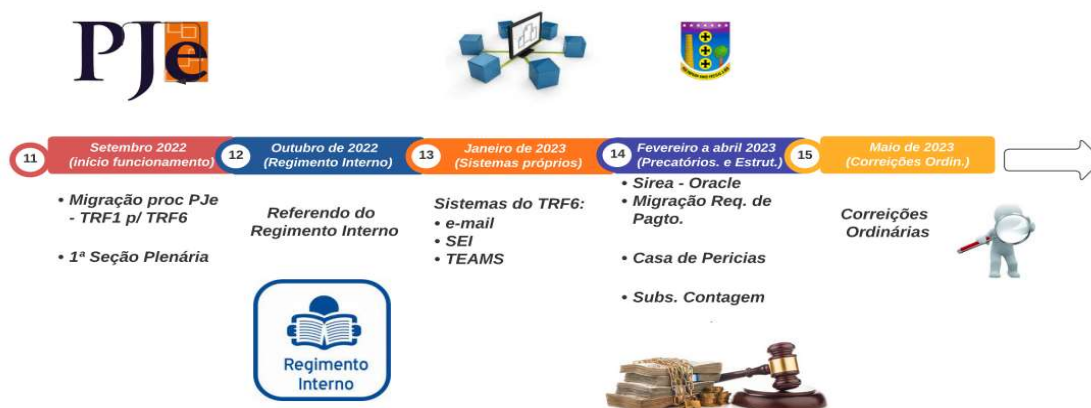 PJe
11
Setembro 2022
(início funcionamento)
12
Outubro de 2022
(Regimento Interno)
13
Janeiro de 2023
(Sistemas próprios)
14
Fevereiro a abril 2023
(Precatórios. e Estrut.)
15
Maio de 2023
(Correições Ordin.)
• Migração proc PJe
- TRF1 p/ TRF6
• 1ª Seção Plenária
Referendo do
Regimento Interno
Regimento
Interno
Sistemas do TRF6:
• e-mail
• SEI
• TEAMS
• Sirea - Oracle
• Migração Req. de
Pagto.
• Casa de Pericias
• Subs. Contagem
Correições
Ordinárias